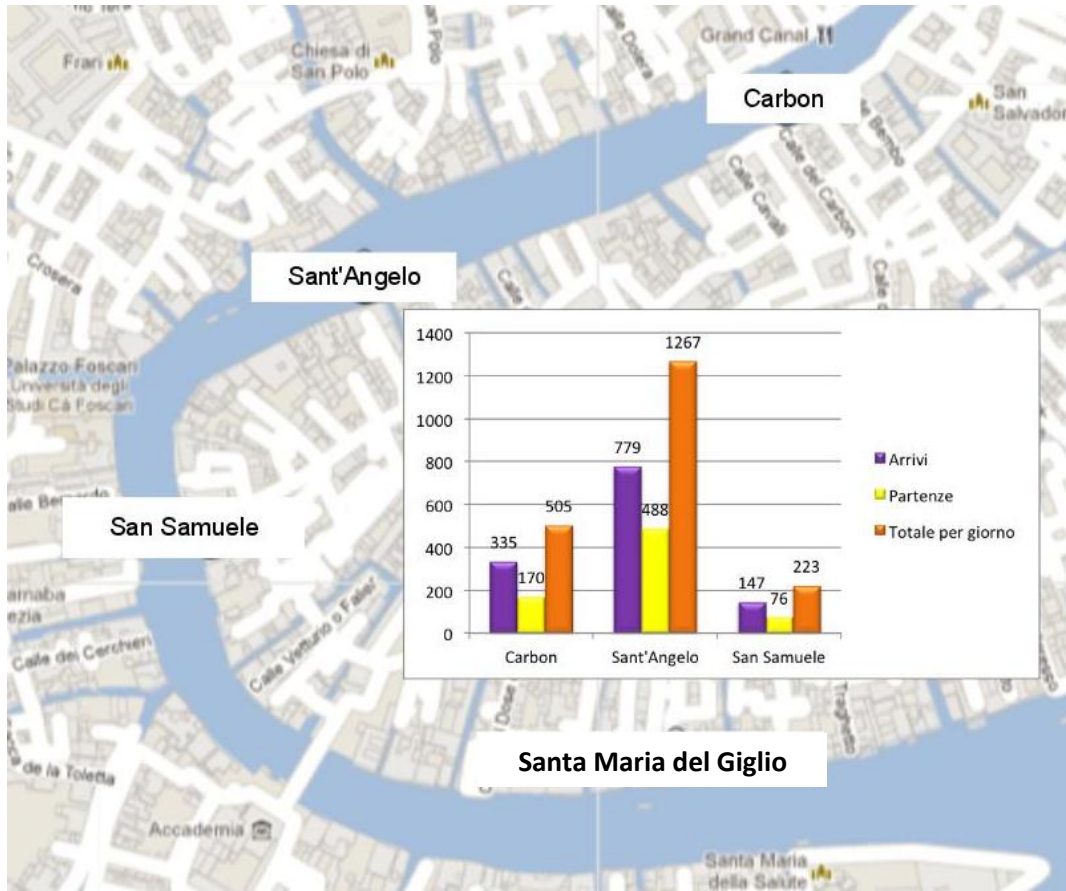 Grand Canal
Frari
Chiesa di
San Polo
San Polo
Calle Dolera
Carbon
San
Salvador
Calle del Carbon
Calle Cavalli
Crosera
Sant'Angelo
Calle
Palazzo Foscari
Università degli
Studi Cà Foscari
San Samuele
Calle dei Cerchieri
Calle Vetturio o Falier
1400
1200
1000
800
600
400
200
0
335
170
505
779
488
1267
147
76
223
Carbon
Sant'Angelo
San Samuele
Arrivi
Partenze
Totale per giorno
Traghetto
Santa Maria del Giglio
de la Toletta
Accademia
Santa Maria
della Salute